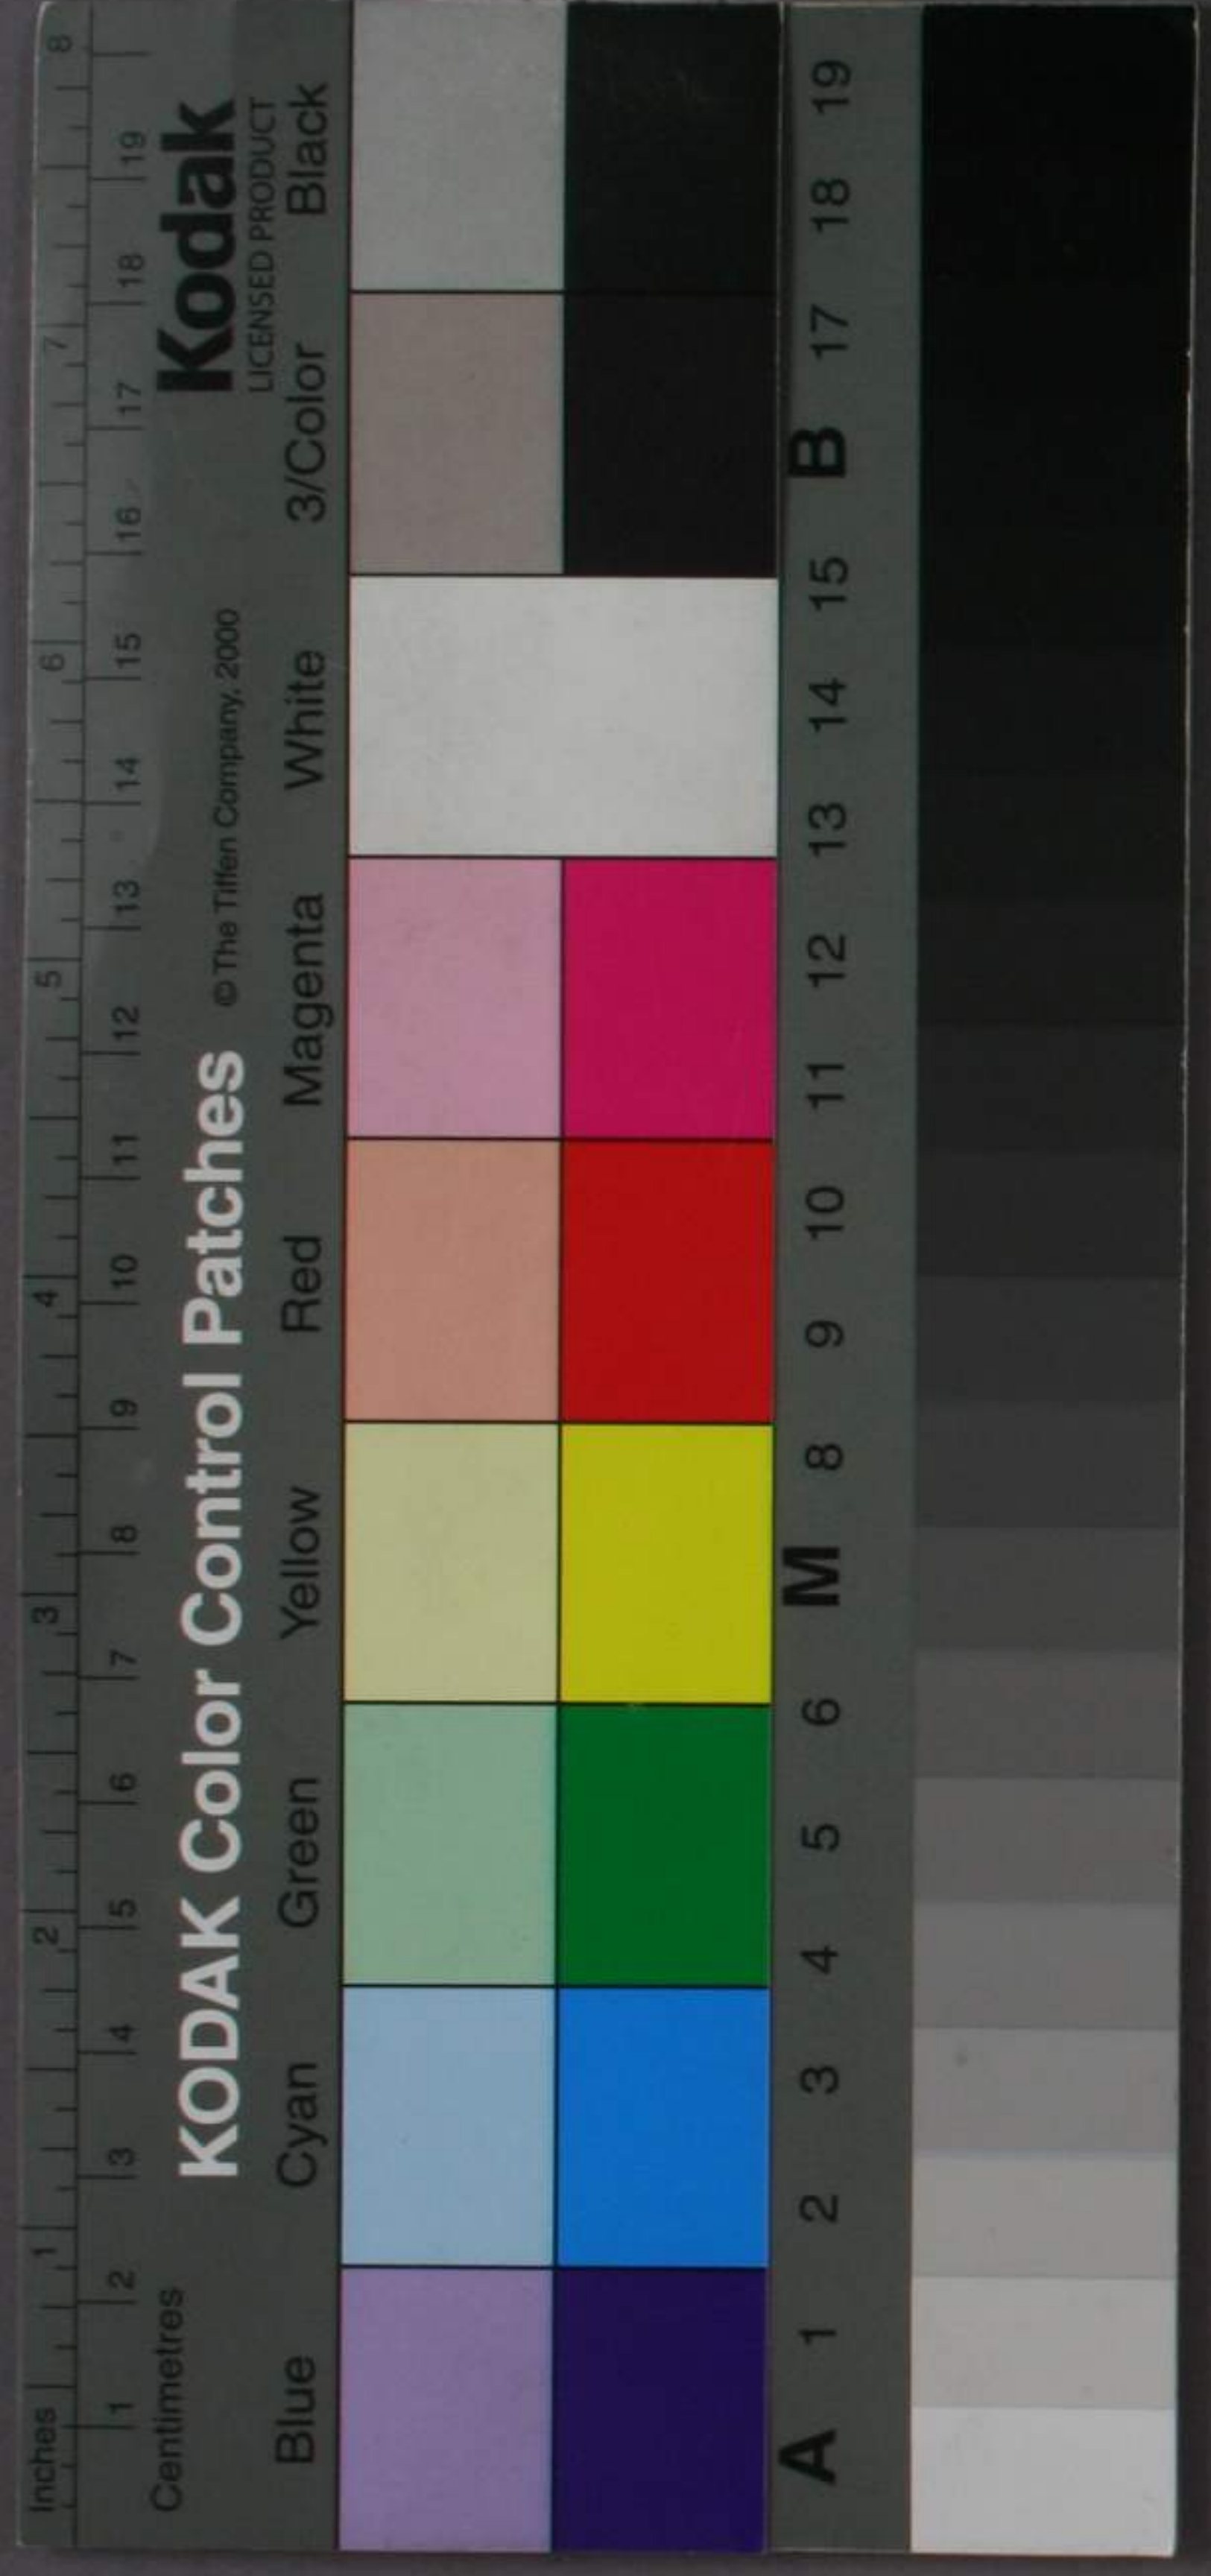 Inches 1 2 3 4 5 6 7 8
Centimetres 1 2 3 4 5 6 7 8 9 10 11 12 13 14 15 16 17 18 19
KODAK Color Control Patches © The Tiffen Company, 2000 Kodak
LICENSED PRODUCT
Blue Cyan Green Yellow Red Magenta White 3/Color Black
A 1 2 3 4 5 6 M 8 9 10 11 12 13 14 15 B 17 18 19